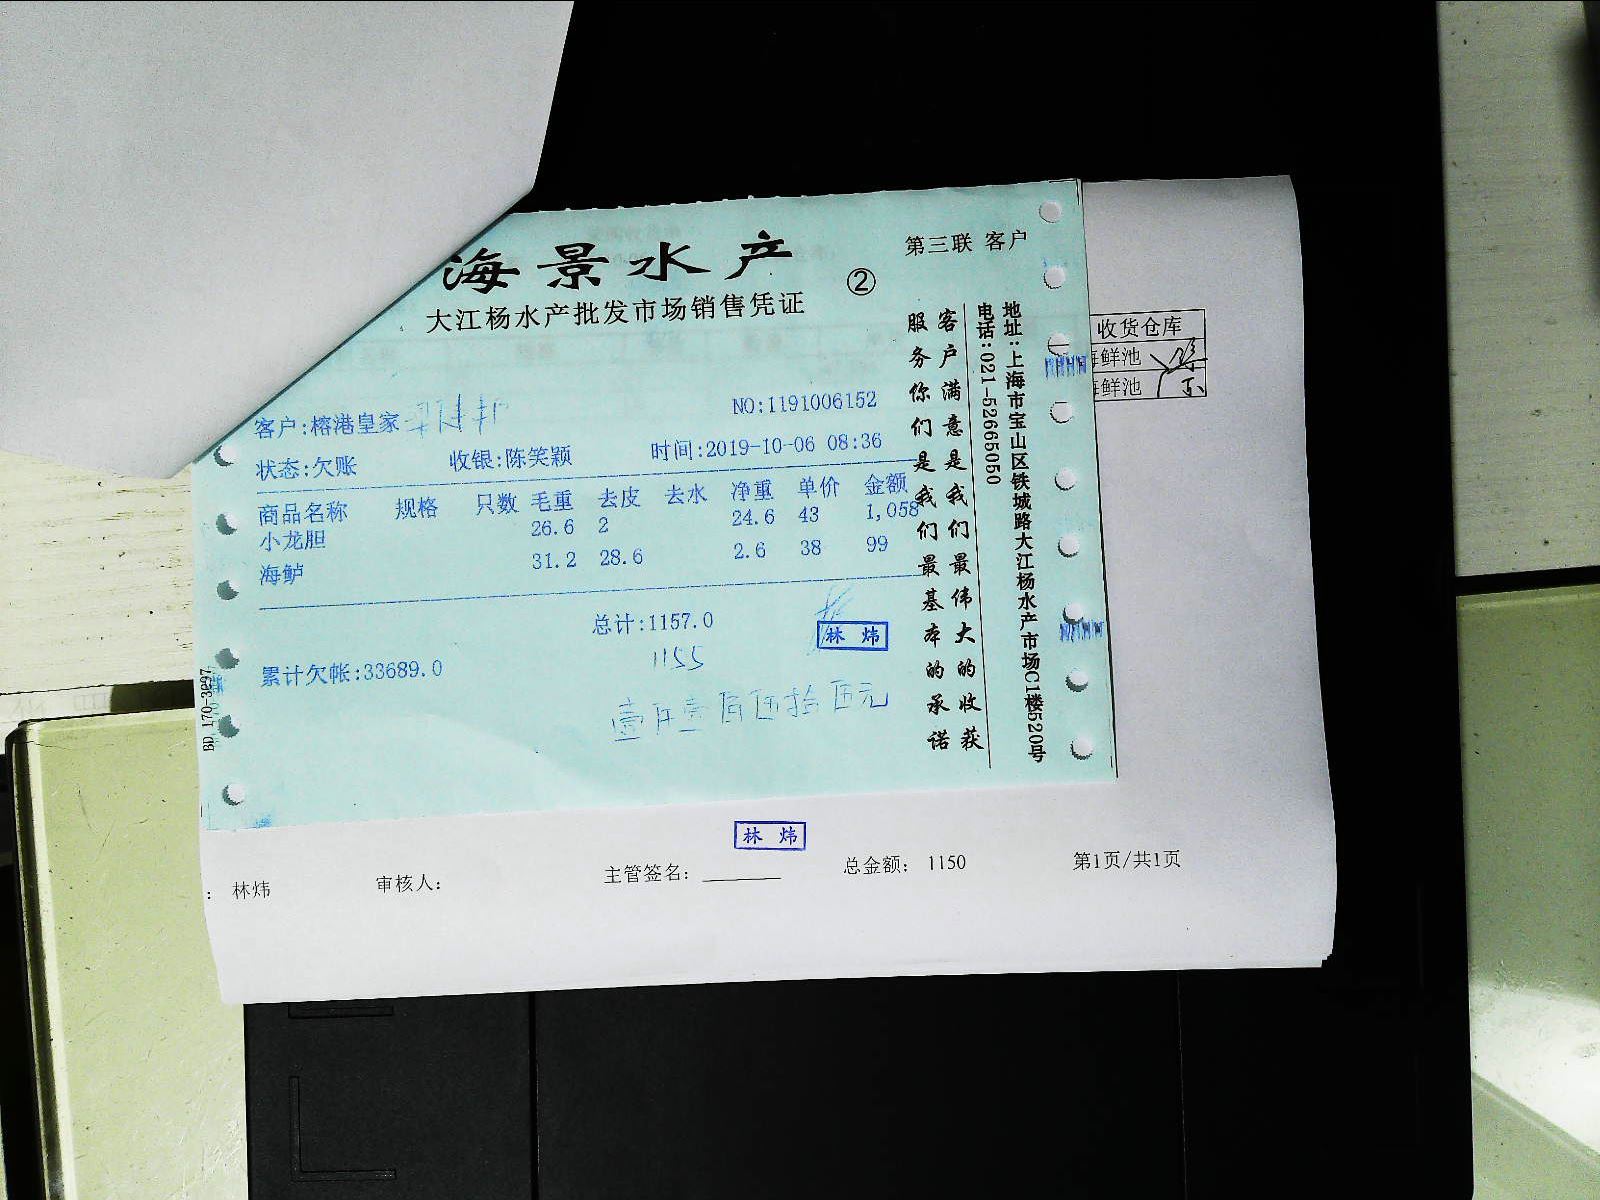 海景水产
大江杨水产批发市场销售凭证
②
第三联 客户
客户:榕港皇家
NO:1191006152
状态:欠账 收银:陈笑颖 时间:2019-10-06 08:36
商品名称 规格 只数 毛重 去皮 去水 净重 单价 金额
小龙胆 26.6 2 24.6 43 1,058
海鲈 31.2 28.6 2.6 38 99
总计:1157.0
林炜
1155
累计欠帐:33689.0
壹仟壹佰伍拾伍元
客户满意是我们最伟大的收获
服务你们是我们最基本的承诺
地址:上海市宝山区铁城路大江杨水产市场C1楼520号
电话:021-52665050
BD 170-3097
收货仓库
海鲜池
海鲜池
林炜
: 林炜 审核人: 主管签名: 总金额: 1150 第1页/共1页